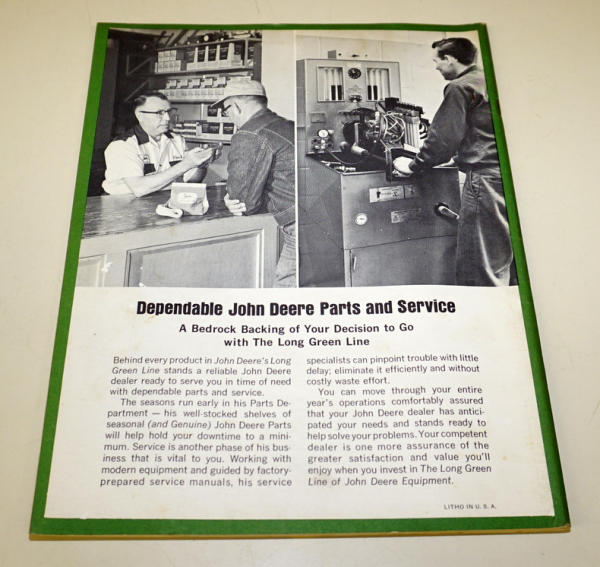 Dependable John Deere Parts and Service
A Bedrock Backing of Your Decision to Go
with The Long Green Line
Behind every product in John Deere's Long
Green Line stands a reliable John Deere
dealer ready to serve you in time of need
with dependable parts and service.
The seasons run early in his Parts De-
partment — his well-stocked shelves of
seasonal (and Genuine) John Deere Parts
will help hold your downtime to a mini-
mum. Service is another phase of his bus-
iness that is vital to you. Working with
modern equipment and guided by factory-
prepared service manuals, his service
specialists can pinpoint trouble with little
delay; eliminate it efficiently and without
costly waste effort.
You can move through your entire
year's operations comfortably assured
that your John Deere dealer has antici-
pated your needs and stands ready to
help solve your problems. Your competent
dealer is one more assurance of the
greater satisfaction and value you'll
enjoy when you invest in The Long Green
Line of John Deere Equipment.
LITHO IN U. S. A.